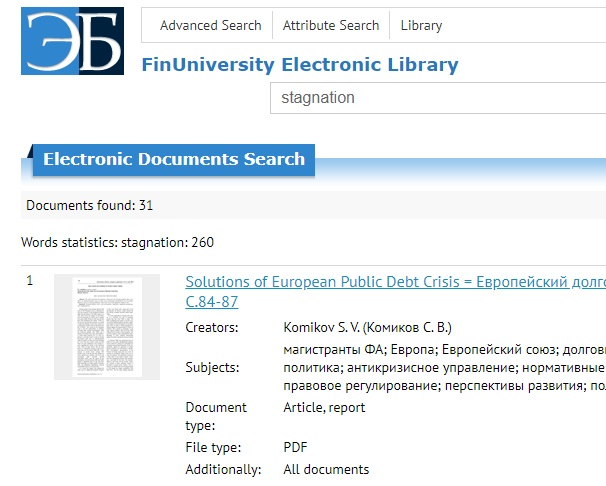 ЭБ
Advanced Search Attribute Search Library
FinUniversity Electronic Library
stagnation
Electronic Documents Search
Documents found: 31
Words statistics: stagnation: 260
1
Solutions of European Public Debt Crisis = Европейский долго
С.84-87
Creators: Komikov S. V. (Комиков С. В.)
магистранты ФА; Европа; Европейский союз; долгов
Subjects: политика; антикризисное управление; нормативные
правовое регулирование; перспективы развития; по
Document Article, report
type:
File type: PDF
Additionally: All documents